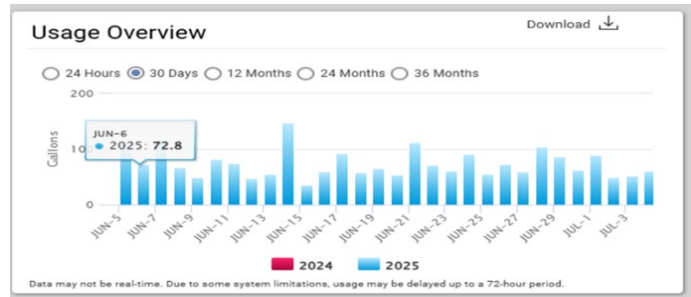 Usage Overview
Download
24 Hours 30 Days 12 Months 24 Months 36 Months
200
JUN-6
2025: 72.8
Gallons
10
0
JUN-5 JUN-7 JUN-9 JUN-11 JUN-13 JUN-15 JUN-17 JUN-19 JUN-21 JUN-23 JUN-25 JUN-27 JUN-29 JUL-1 JUL-3
2024 2025
Data may not be real-time. Due to some system limitations, usage may be delayed up to a 72-hour period.